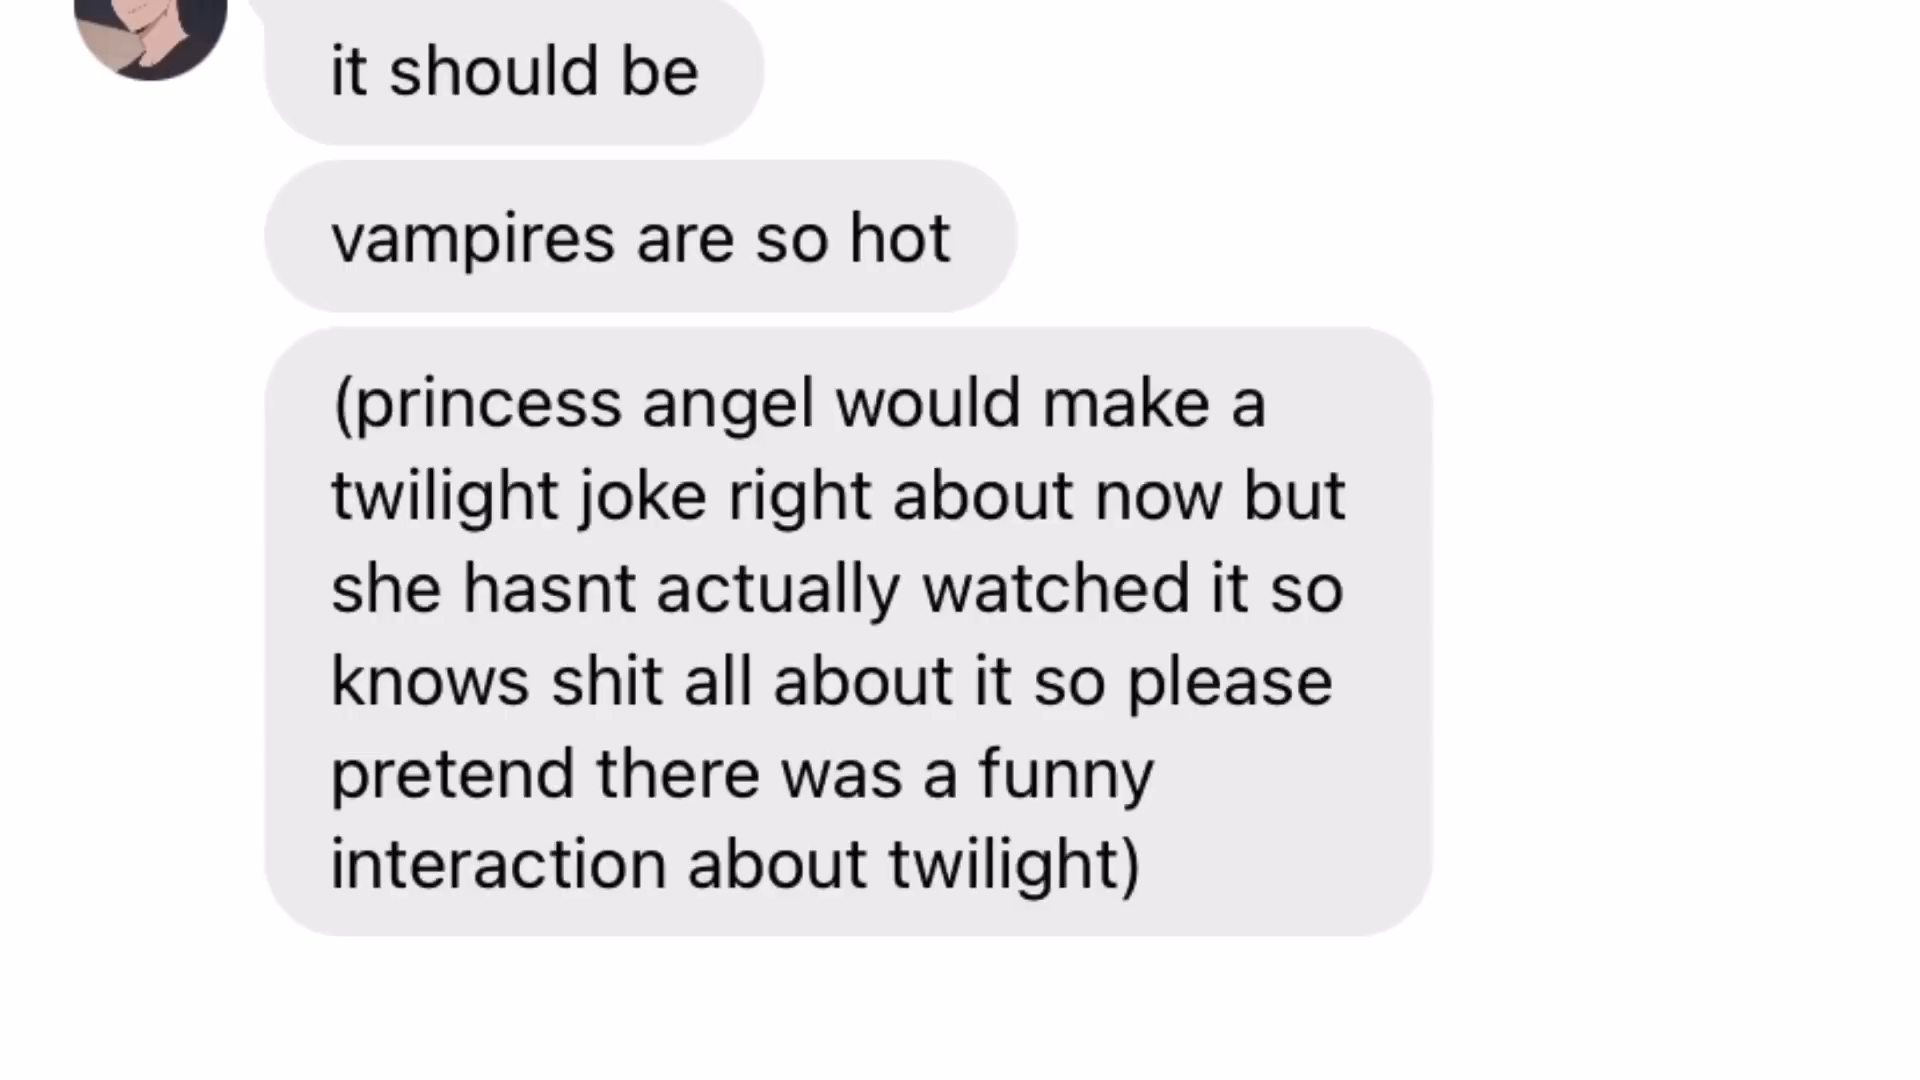 it should be
vampires are so hot
(princess angel would make a
twilight joke right about now but
she hasnt actually watched it so
knows shit all about it so please
pretend there was a funny
interaction about twilight)